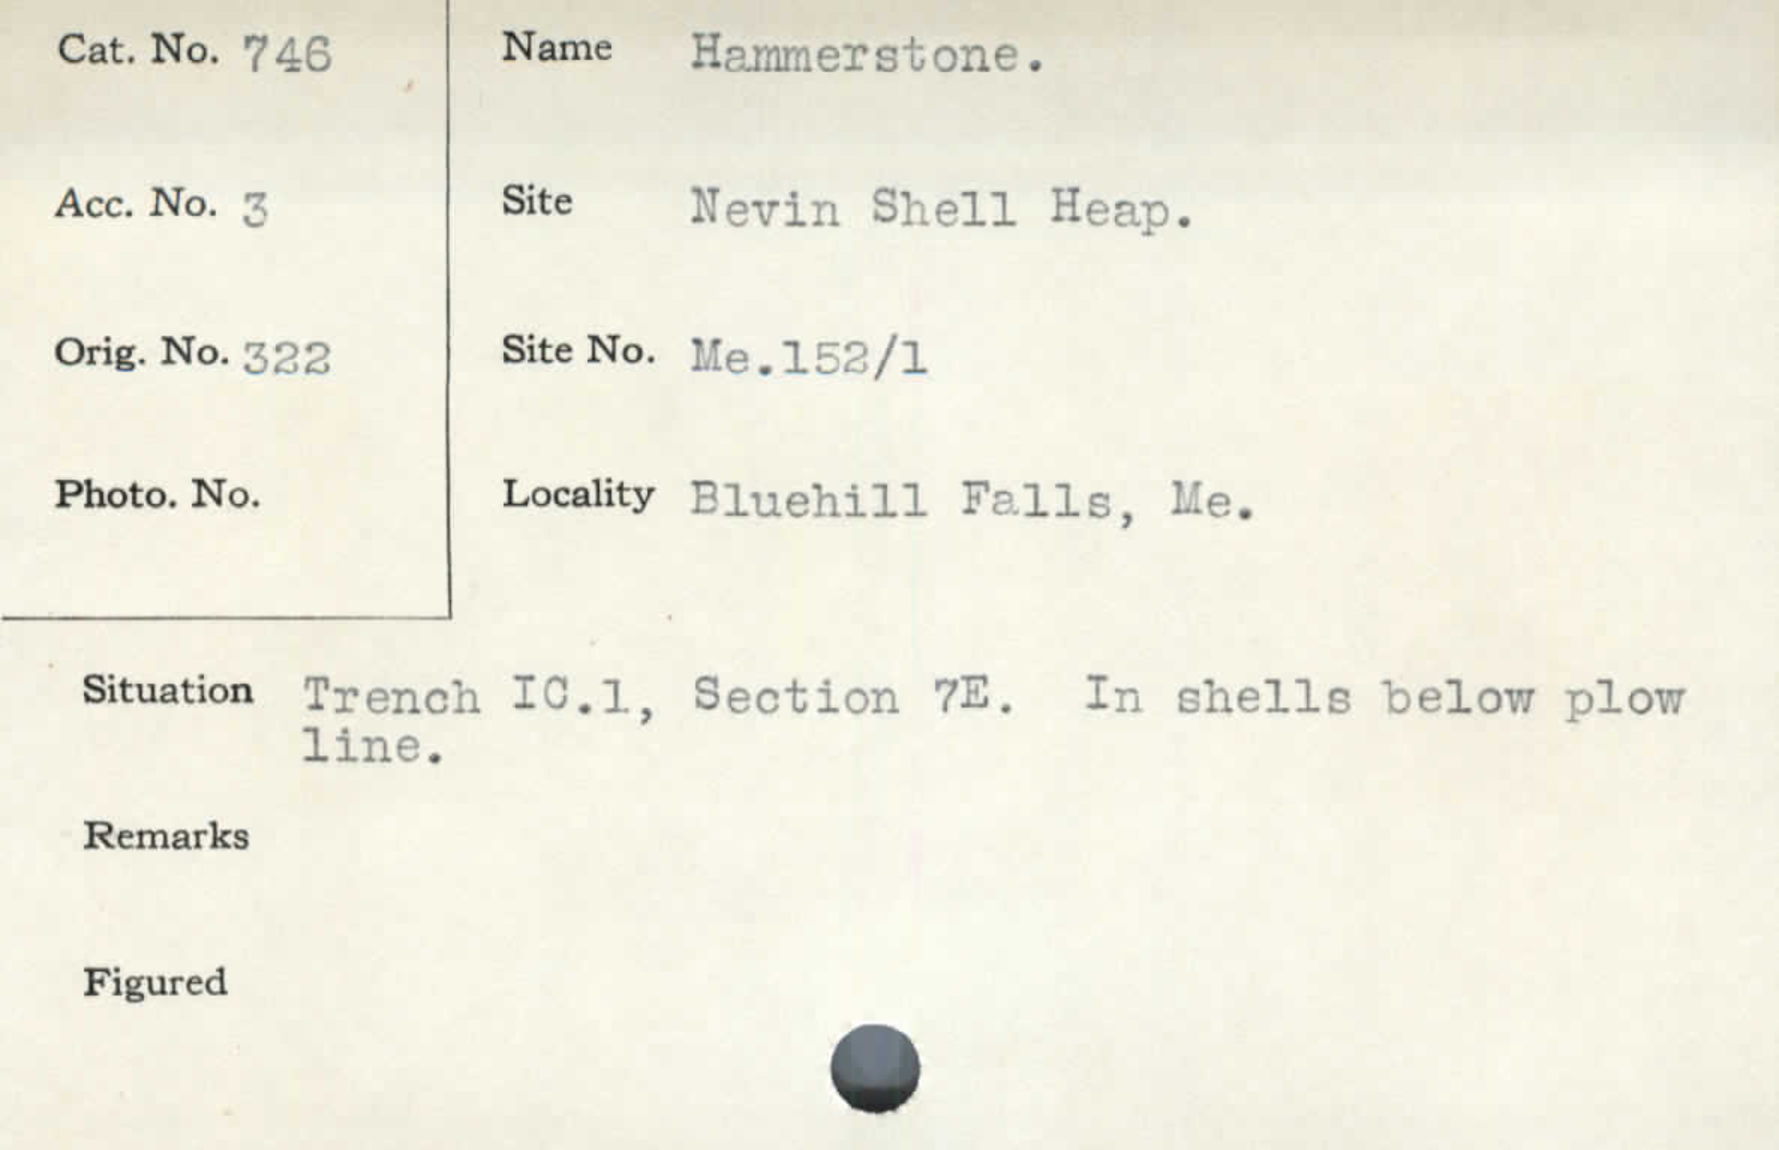 Cat. No. 746
Name Hammerstone.
Acc. No. 3
Site Nevin Shell Heap.
Orig. No. 322
Site No. Me.152/1
Photo. No.
Locality Bluehill Falls, Me.
Situation Trench IC.1, Section 7E. In shells below plow
line.
Remarks
Figured